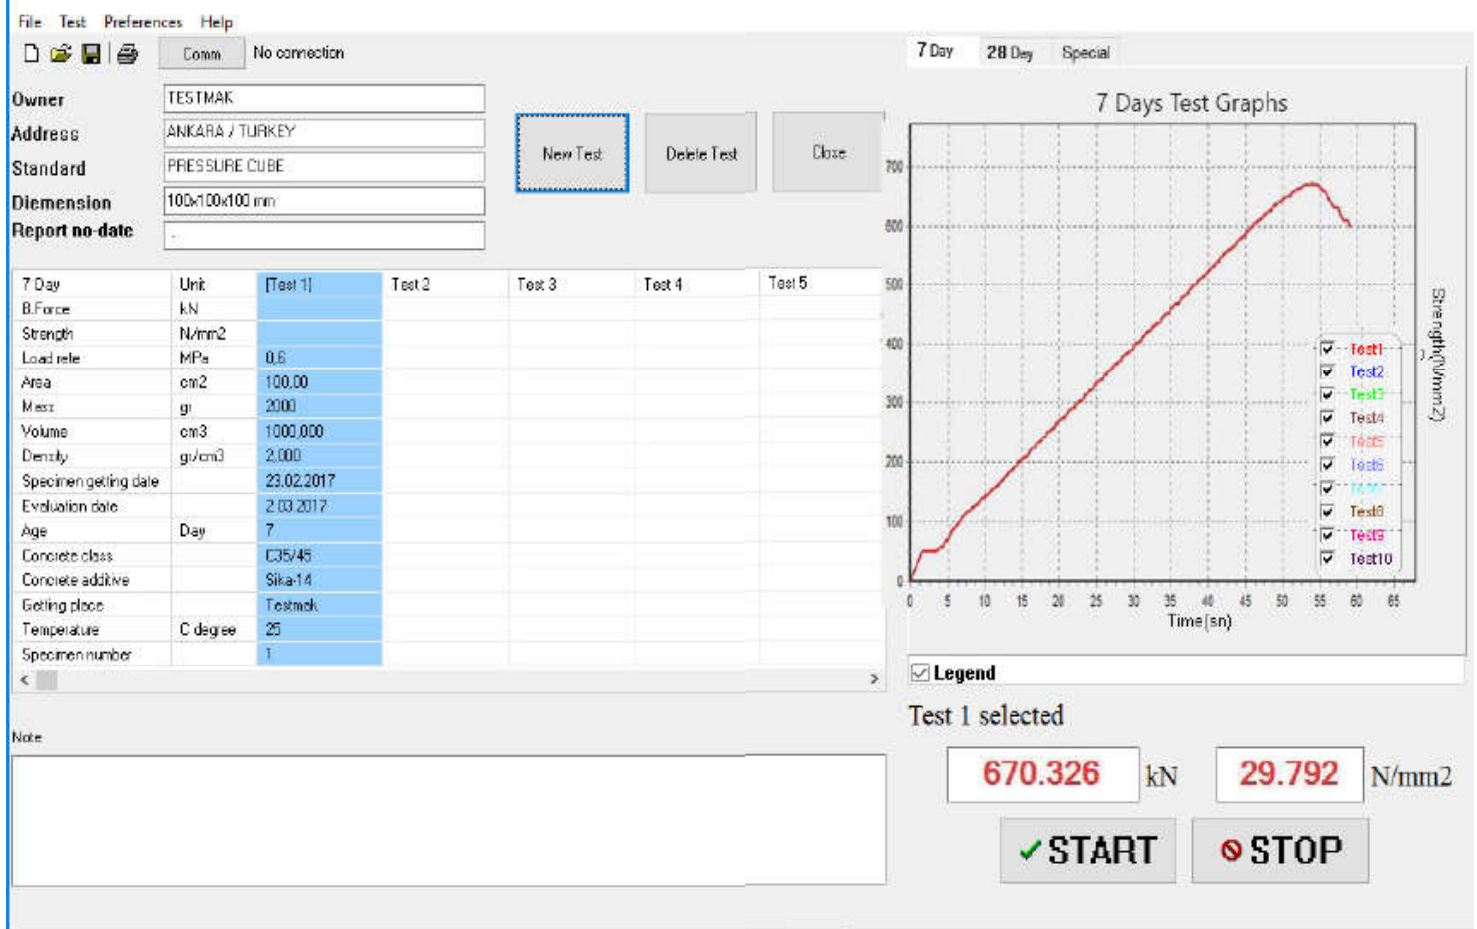 File Test Preferences Help
Comm No connection
Owner TESTMAK
Address ANKARA / TURKEY
Standard PRESSURE CUBE
Diemension 100x100x100 mm
Report no-date .
New Test Delete Test Close
7 Day Unit [Test 1] Test 2 Test 3 Test 4 Test 5
B.Force kN
Strength N/mm2
Load rete MPa 0,6
Area cm2 100,00
Mass gr 2000
Volume cm3 1000,000
Density gr/cm3 2,000
Specimen getting date 23.02.2017
Evaluation date 2.03.2017
Age Day 7
Concrete class C35/45
Concrete additive Sika-14
Getting place Testmak
Temperature C degree 25
Specimen number 1
Note
7 Day 28 Dey Special
7 Days Test Graphs
700
600
500
400
300
200
100
0
0 5 10 15 20 25 30 35 40 45 50 55 60 65
Time(sn)
Strength(N/mm2)
Test1
Test2
Test3
Test4
Test5
Test6
Test8
Test9
Test10
Legend
Test 1 selected
670.326 kN 29.792 N/mm2
START STOP